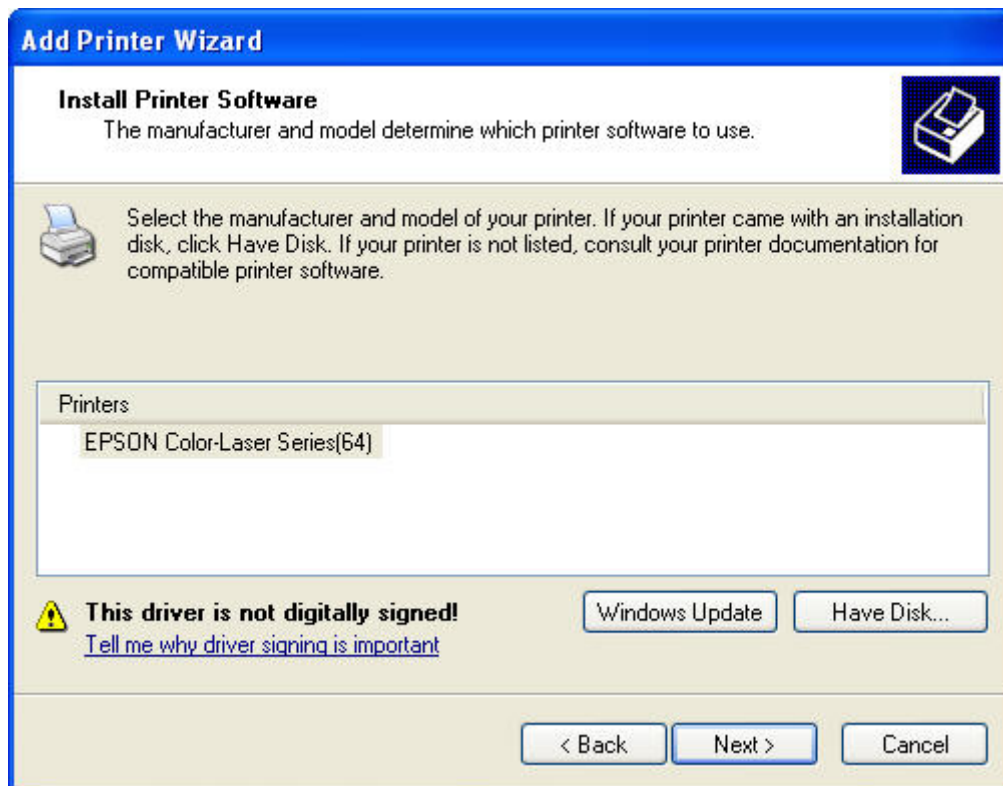 Add Printer Wizard
Install Printer Software
The manufacturer and model determine which printer software to use.
Select the manufacturer and model of your printer. If your printer came with an installation
disk, click Have Disk. If your printer is not listed, consult your printer documentation for
compatible printer software.
Printers
EPSON Color-Laser Series(64)
This driver is not digitally signed!
Tell me why driver signing is important
Windows Update
Have Disk...
< Back
Next >
Cancel